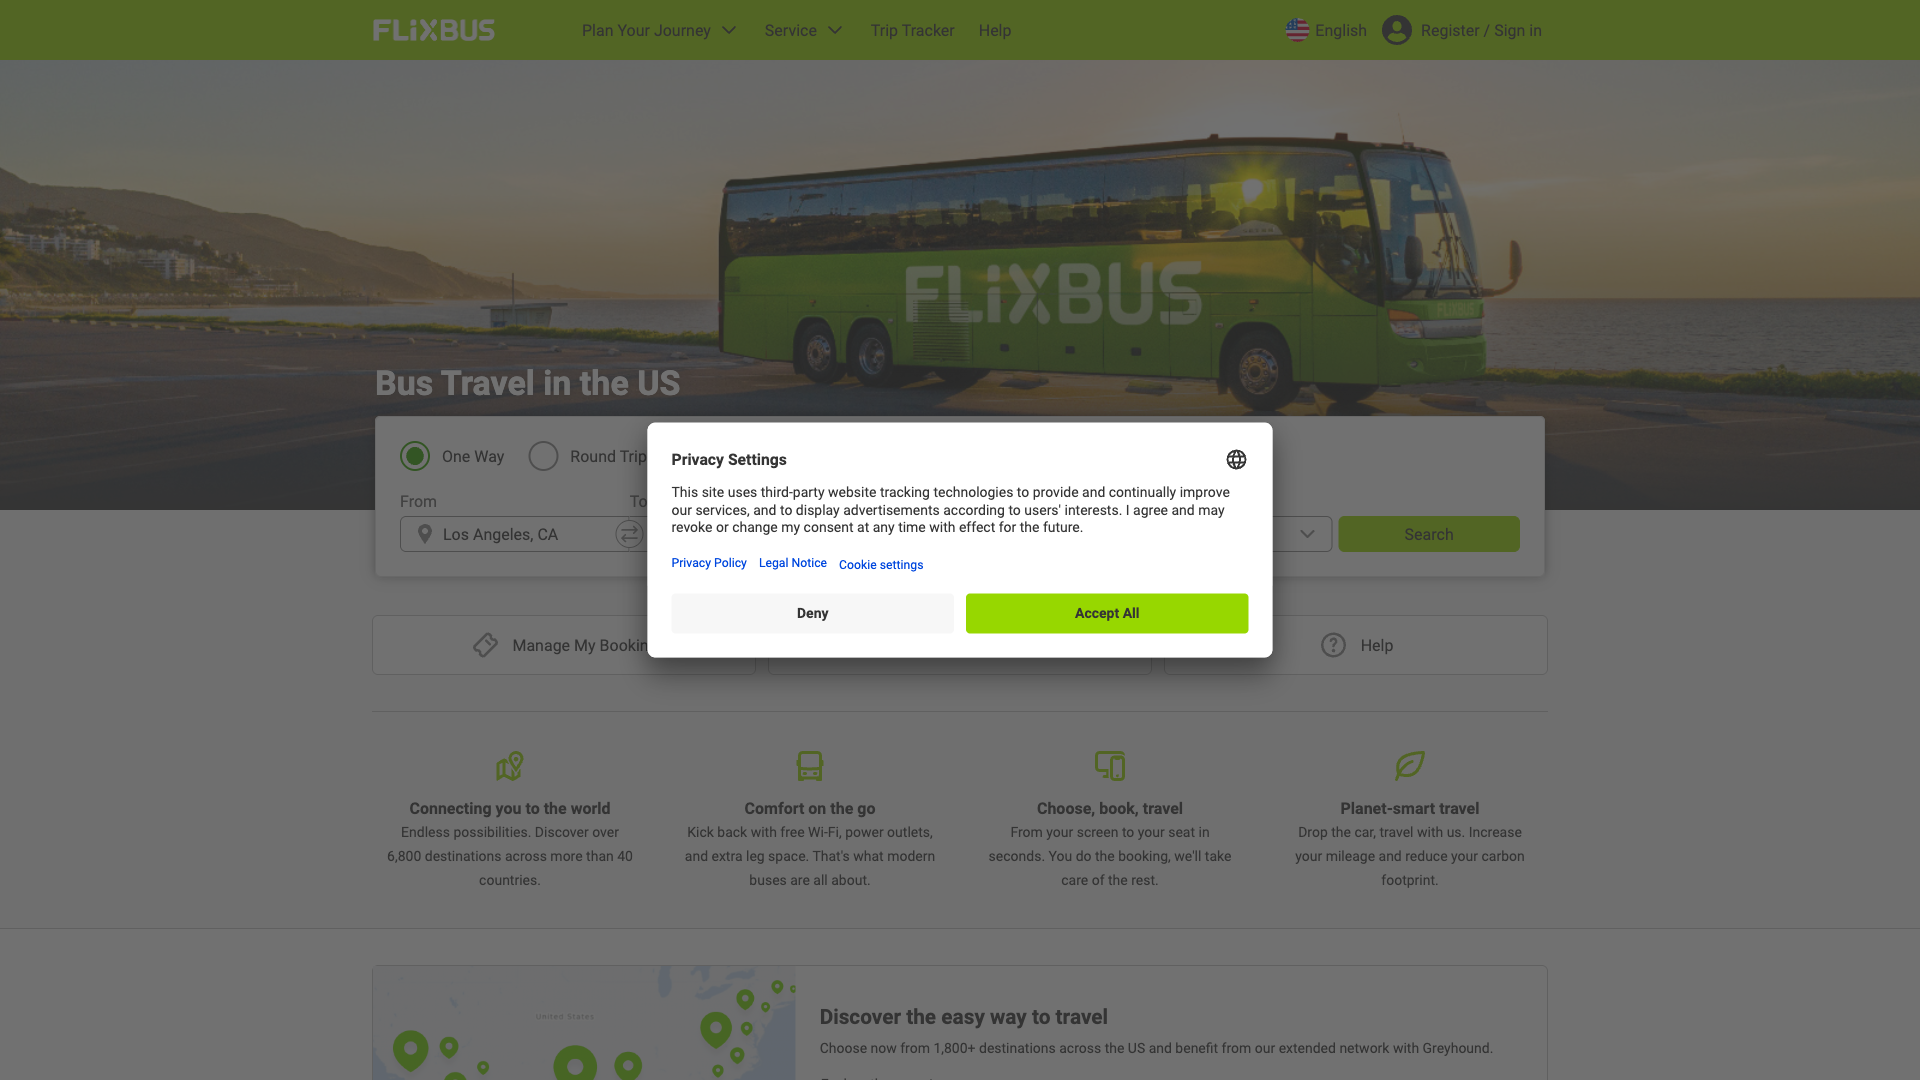 FLiXBUS
Plan Your Journey
Service
Trip Tracker
Help
English
Register / Sign in
FLiXBUS
FLIXBUS
Bus Travel in the US
One Way
Round Trip
From
To
Los Angeles, CA
Search
Privacy Settings
This site uses third-party website tracking technologies to provide and continually improve
our services, and to display advertisements according to users' interests. I agree and may
revoke or change my consent at any time with effect for the future.
Privacy Policy
Legal Notice
Cookie settings
Deny
Accept All
Manage My Bookin
Help
Connecting you to the world
Endless possibilities. Discover over
6,800 destinations across more than 40
countries.
Comfort on the go
Kick back with free Wi-Fi, power outlets,
and extra leg space. That's what modern
buses are all about.
Choose, book, travel
From your screen to your seat in
seconds. You do the booking, we'll take
care of the rest.
Planet-smart travel
Drop the car, travel with us. Increase
your mileage and reduce your carbon
footprint.
United States
Discover the easy way to travel
Choose now from 1,800+ destinations across the US and benefit from our extended network with Greyhound.